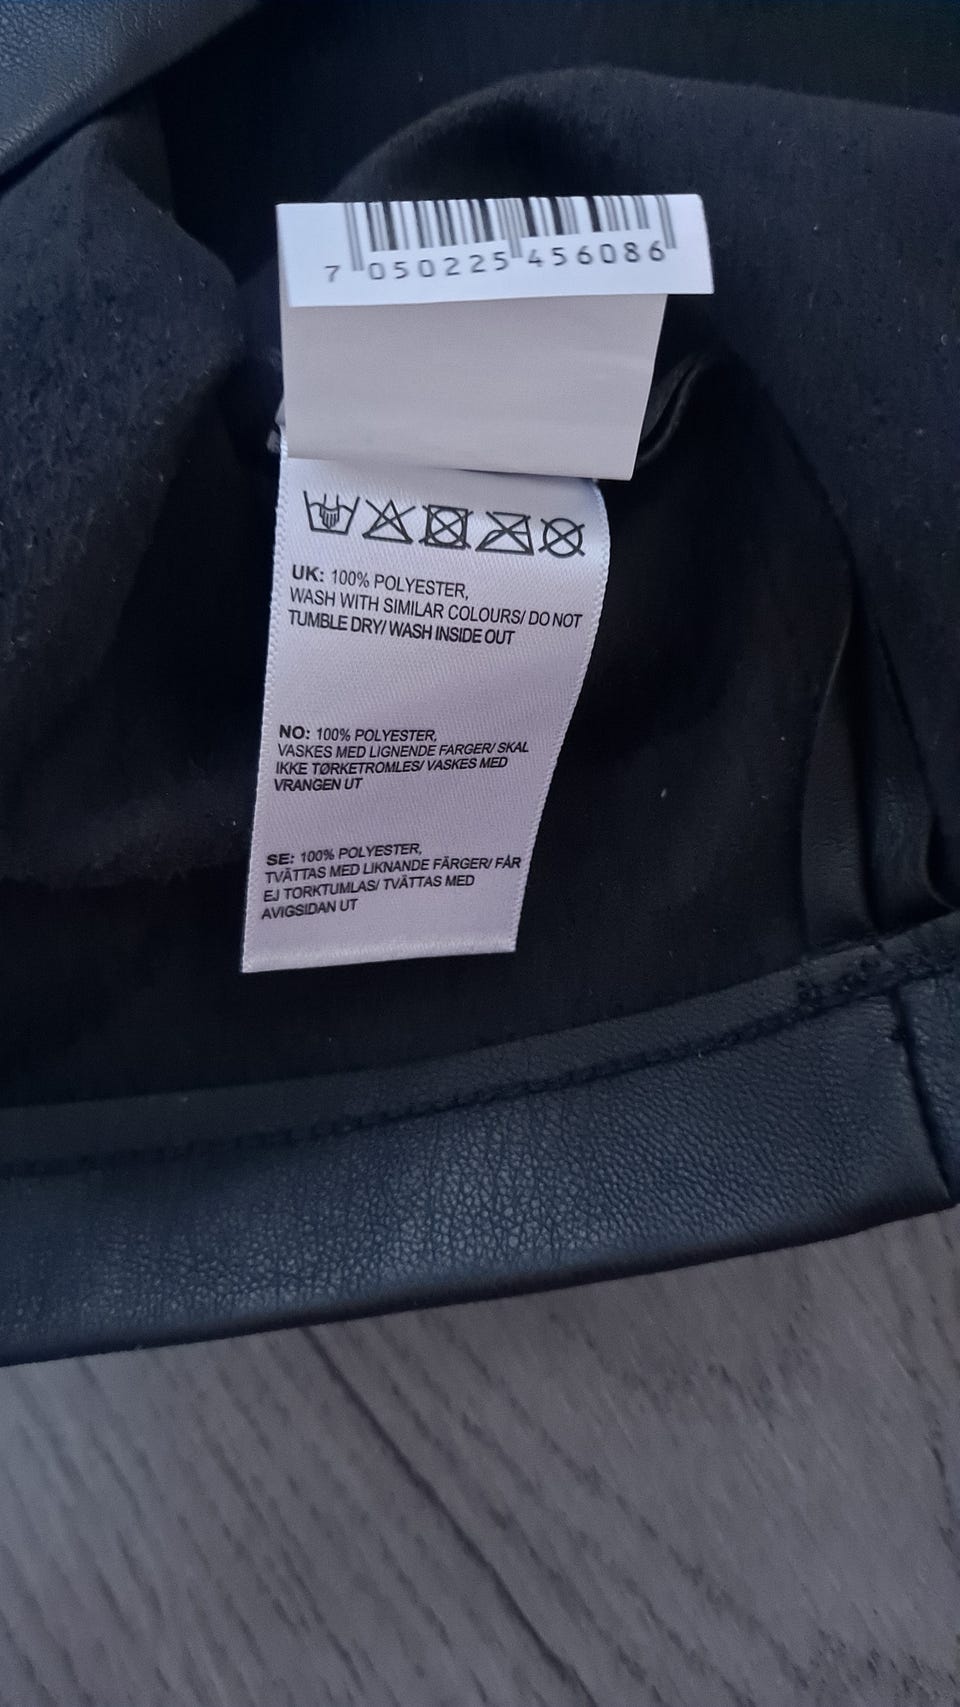 7 050225 456086
UK: 100% POLYESTER,
WASH WITH SIMILAR COLOURS/ DO NOT
TUMBLE DRY/ WASH INSIDE OUT
NO: 100% POLYESTER,
VASKES MED LIGNENDE FARGER/ SKAL
IKKE TØRKETROMLES/ VASKES MED
VRANGEN UT
SE: 100% POLYESTER,
TVÄTTAS MED LIKNANDE FÄRGER/ FÅR
EJ TORKTUMLAS/ TVÄTTAS MED
AVIGSIDAN UT